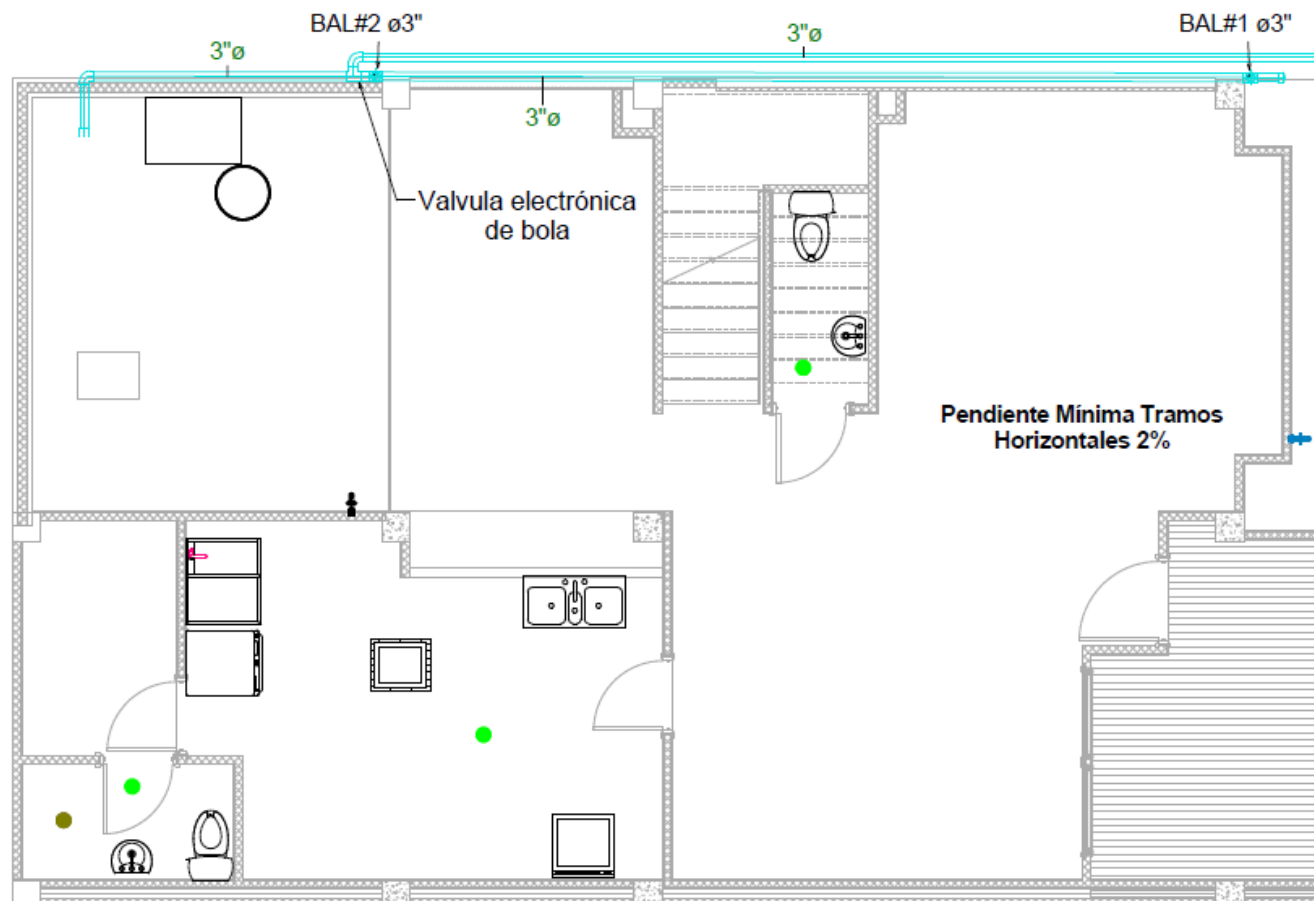 BAL#2 ø3"
BAL#1 ø3"
3"ø
3"ø
3"ø
Valvula electrónica
de bola
Pendiente Mínima Tramos
Horizontales 2%